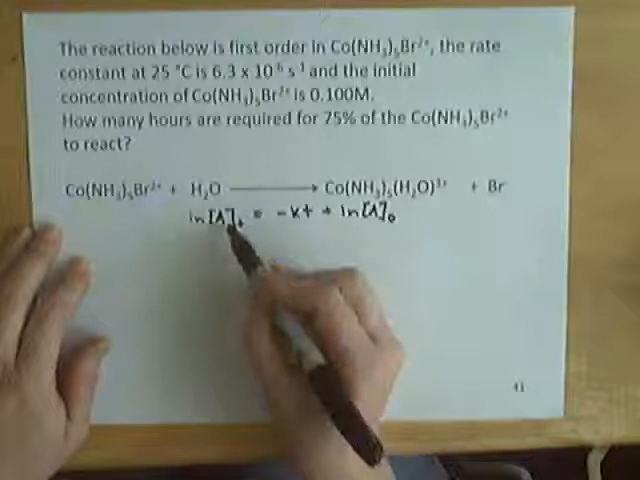 The reaction below is first order in Co(NH₃)₅Br²⁺, the rate
constant at 25 °C is 6.3 x 10⁻⁶ s⁻¹ and the initial
concentration of Co(NH₃)₅Br²⁺ is 0.100M.
How many hours are required for 75% of the Co(NH₃)₅Br²⁺
to react?
Co(NH₃)₅Br²⁺ + H₂O ⟶ Co(NH₃)₅(H₂O)³⁺ + Br
ln[A]ₜ = -kt + ln[A]₀